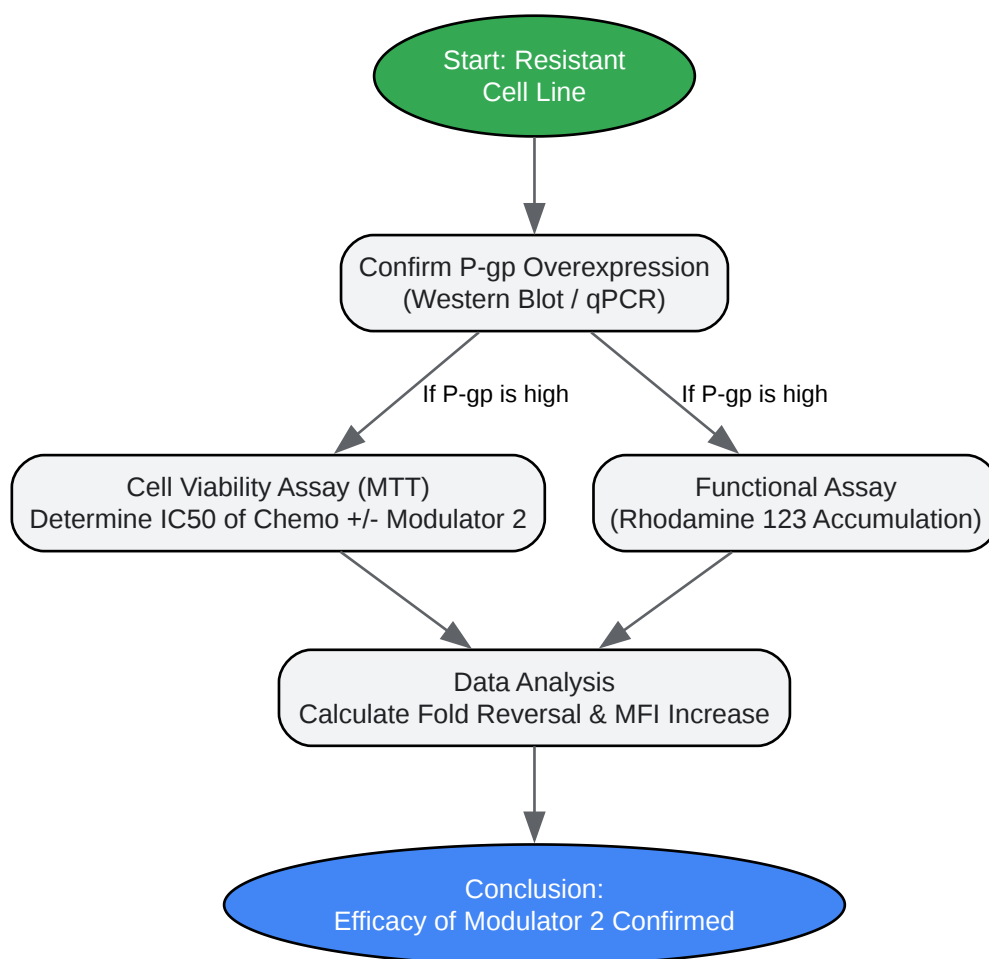 Start: Resistant
Cell Line
Confirm P-gp Overexpression
(Western Blot / qPCR)
If P-gp is high
If P-gp is high
Cell Viability Assay (MTT)
Determine IC50 of Chemo +/- Modulator 2
Functional Assay
(Rhodamine 123 Accumulation)
Data Analysis
Calculate Fold Reversal & MFI Increase
Conclusion:
Efficacy of Modulator 2 Confirmed